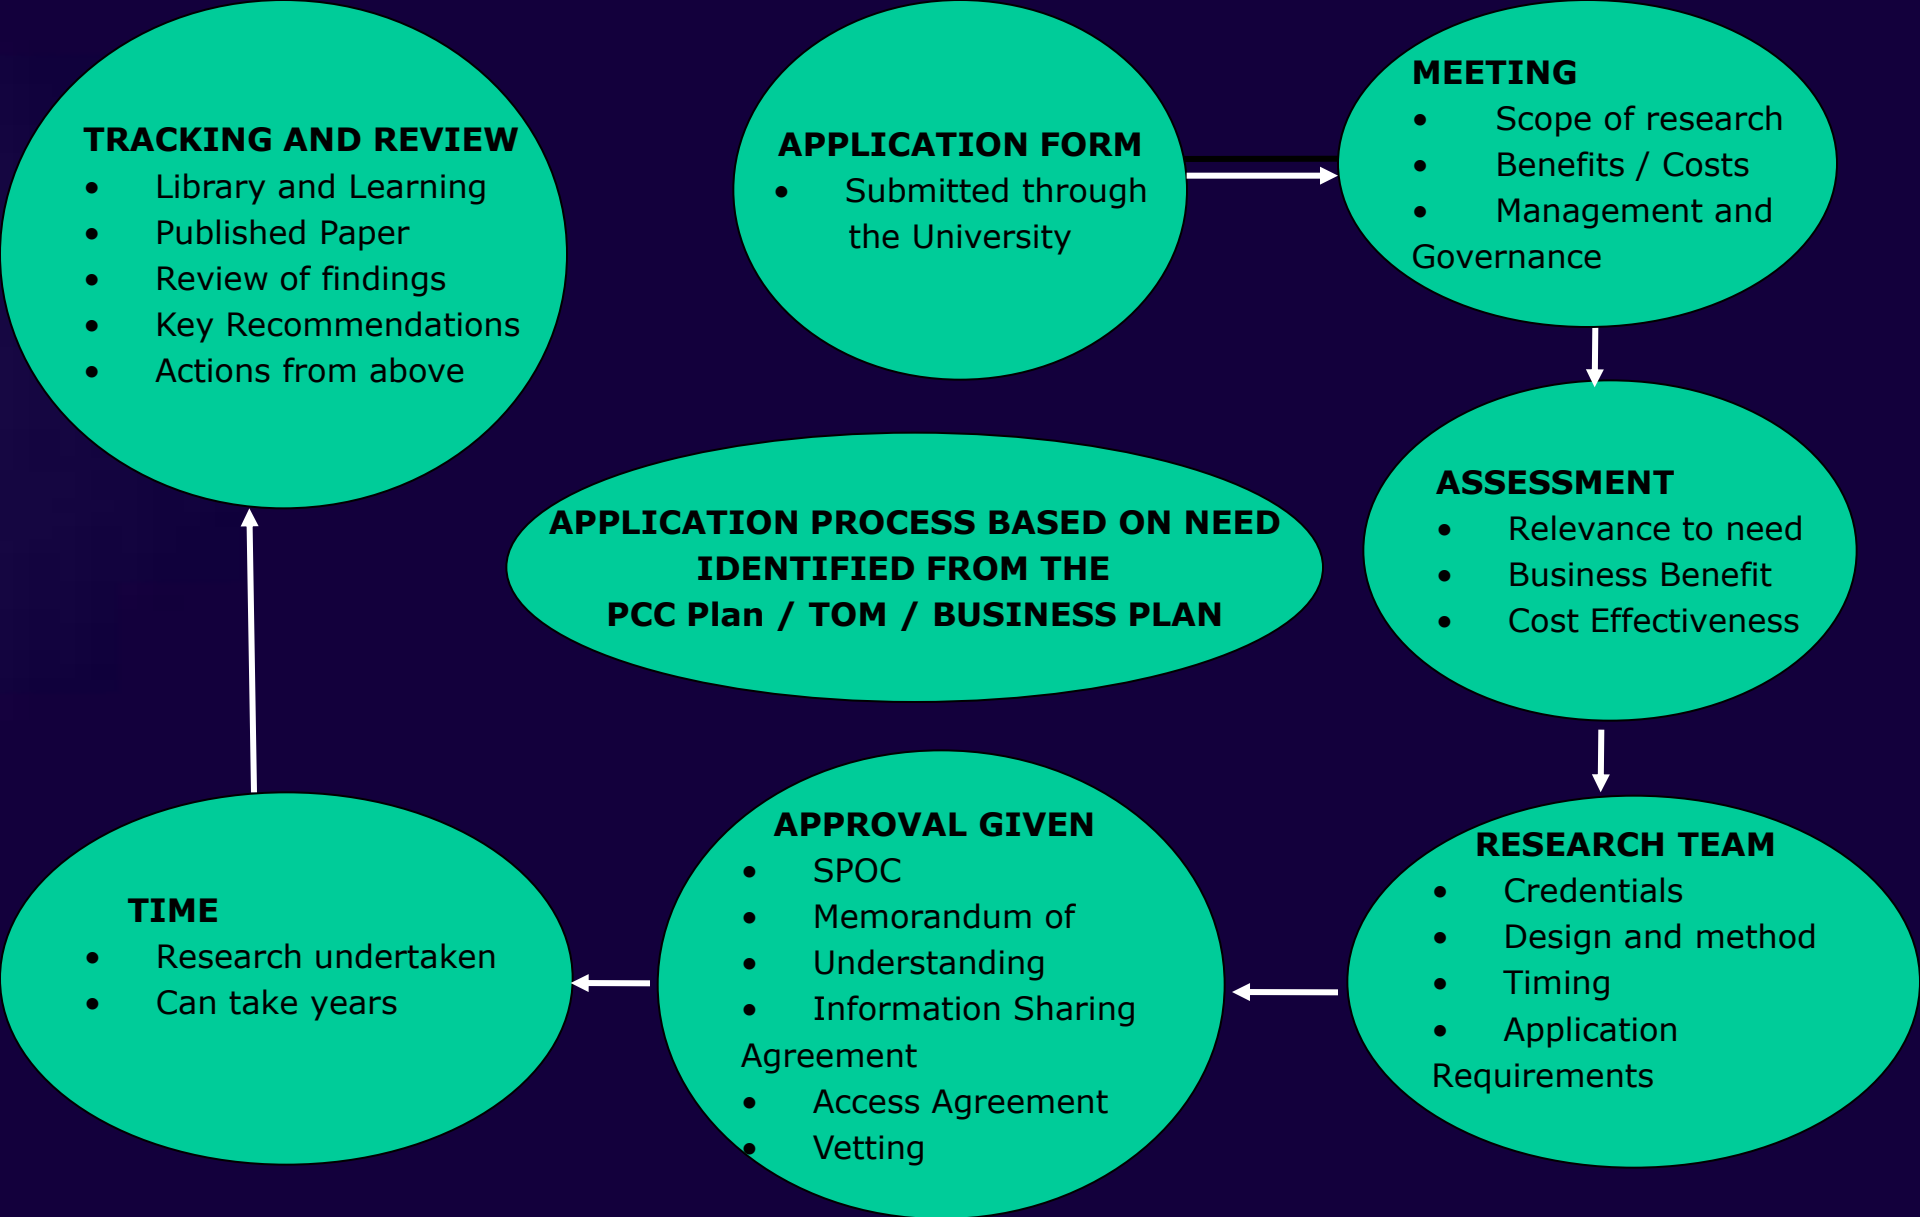 TRACKING AND REVIEW
• Library and Learning
• Published Paper
• Review of findings
• Key Recommendations
• Actions from above
APPLICATION FORM
• Submitted through
the University
MEETING
• Scope of research
• Benefits / Costs
• Management and
Governance
APPLICATION PROCESS BASED ON NEED
IDENTIFIED FROM THE
PCC Plan / TOM / BUSINESS PLAN
ASSESSMENT
• Relevance to need
• Business Benefit
• Cost Effectiveness
TIME
• Research undertaken
• Can take years
APPROVAL GIVEN
• SPOC
• Memorandum of
• Understanding
• Information Sharing
Agreement
• Access Agreement
• Vetting
RESEARCH TEAM
• Credentials
• Design and method
• Timing
• Application
Requirements